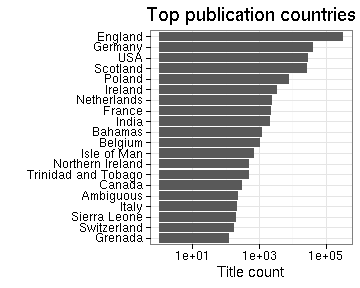 Top publication countries
England
Germany
USA
Scotland
Poland
Ireland
Netherlands
France
India
Bahamas
Belgium
Isle of Man
Northern Ireland
Trinidad and Tobago
Canada
Ambiguous
Italy
Sierra Leone
Switzerland
Grenada
1e+01 1e+03 1e+05
Title count